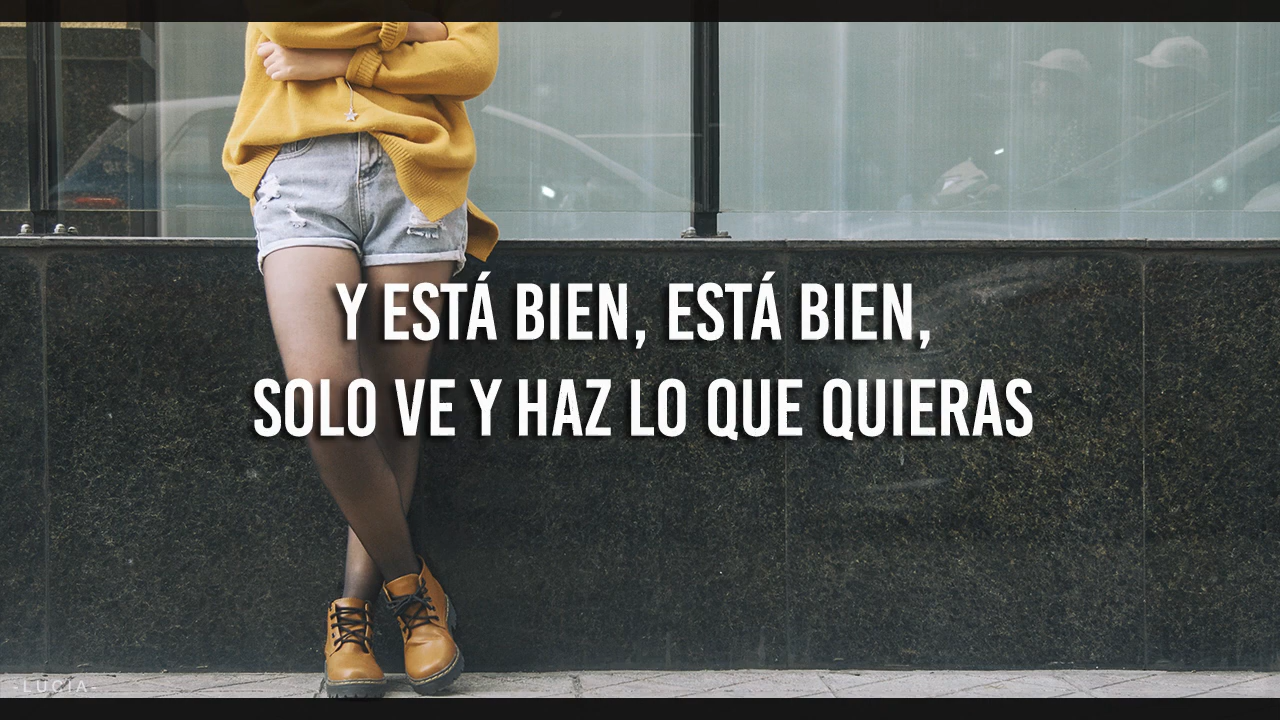 Y ESTÁ BIEN, ESTÁ BIEN,
SOLO VE Y HAZ LO QUE QUIERAS
-LUCIA-